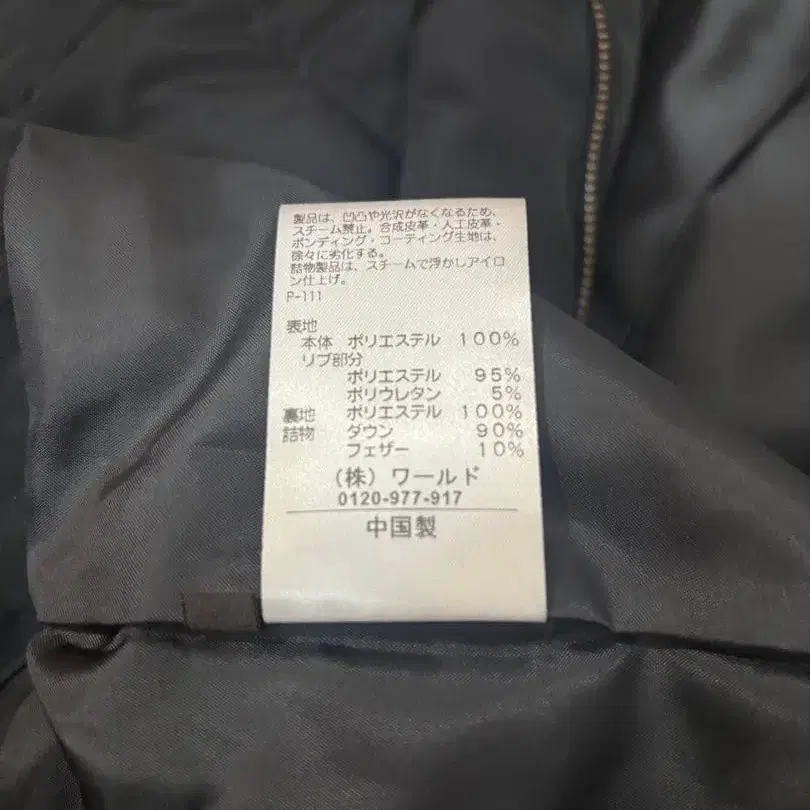 製品は、凹凸や光沢がなくなるため、
スチーム禁止。合成皮革・人工皮革・
ボンディング・コーティング生地は、
徐々に劣化する。
詰物製品は、スチームで浮かしアイロ
ン仕上げ。
P-111
表地
本体 ポリエステル 100%
リブ部分
ポリエステル 95%
ポリウレタン 5%
裏地 ポリエステル 100%
詰物 ダウン 90%
フェザー 10%
(株)ワールド
0120-977-917
中国製